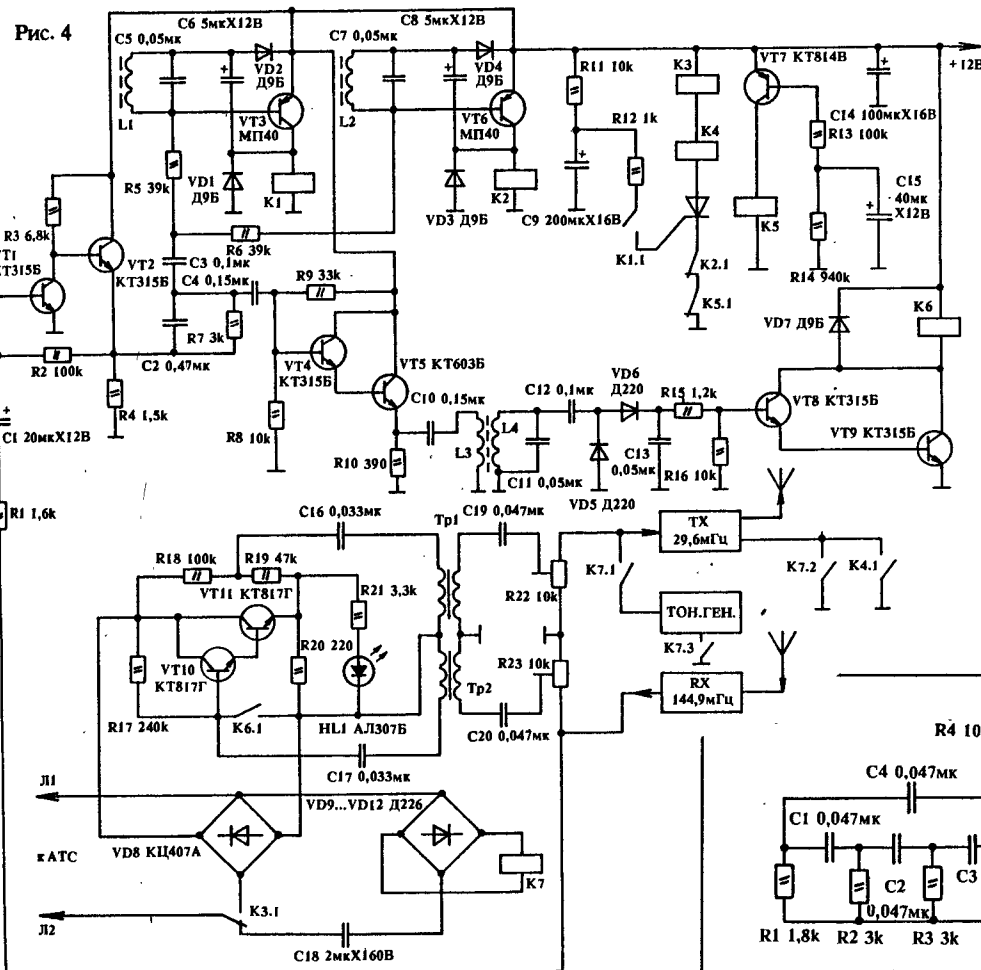 Рис. 4
C6 5мкХ12В
C8 5мкХ12В
C5 0,05мк
C7 0,05мк
VD2
Д9Б
VD4
Д9Б
VT7 КТ814В
+12В
R11 10k
K3
L1
VT3
МП40
L2
VT6
МП40
R12 1k
C14 100мкХ16В
K4
R13 100k
R5 39k
VD1
Д9Б
K1
K2
VD3 Д9Б
C9 200мкХ16В
K5
C15
40мк
Х12В
R3 6,8k
R6 39k
VT2
КТ315Б
C3 0,1мк
C4 0,15мк
R9 33k
K1.1
K2.1
R14 940k
КТ315Б
K5.1
K6
VD7 Д9Б
R7 3k
R2 100k
C2 0,47мк
VT4
КТ315Б
VT5 КТ603Б
VD6
Д220
C12 0,1мк
R15 1,2k
VT8 КТ315Б
C10 0,15мк
R4 1,5k
C1 20мкХ12В
R8 10k
L4
L3
C13
0,05мк
VT9 КТ315Б
R10 390
R16 10k
C11 0,05мк
VD5 Д220
R1 1,6k
C16 0,033мк
Тр1
C19 0,047мк
TX
29,6мГц
R18 100k
R19 47k
K7.1
K7.2
K4.1
VT11 КТ817Г
R21 3,3k
R22 10k
ТОН.ГЕН.
R20 220
K7.3
VT10
КТ817Г
R23 10k
RX
144,9мГц
Тр2
R17 240k
K6.1
HL1 АЛ307Б
C20 0,047мк
R4 10
C17 0,033мк
Л1
VD9...VD12 Д226
C4 0,047мк
C1 0,047мк
VD8 КЦ407А
к АТС
K7
C2
C3
K3.1
0,047мк
Л2
C18 2мкХ160В
R1 1,8k
R2 3k
R3 3k